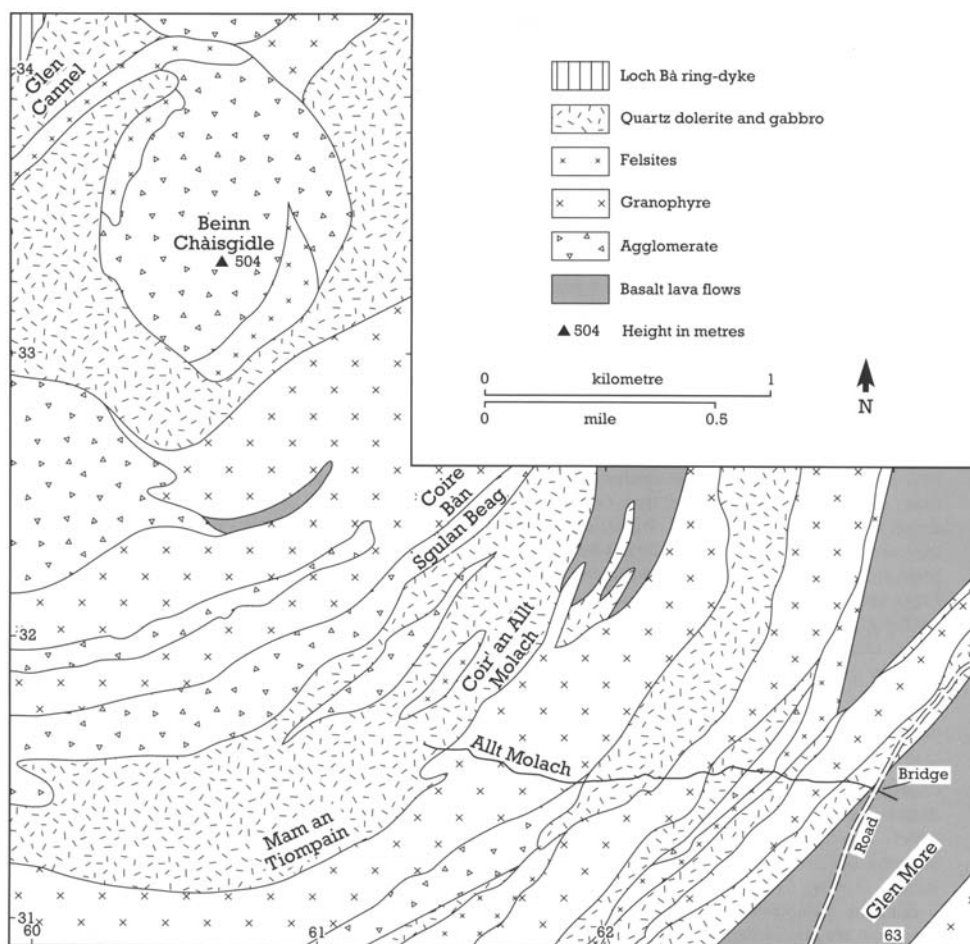 34
Glen
Cannel
Beinn
Chàisgidle
▲ 504
33
Loch Bà ring-dyke
Quartz dolerite and gabbro
Felsites
Granophyre
Agglomerate
Basalt lava flows
▲ 504 Height in metres
0 kilometre 1
0 mile 0.5
N
Coire
Bàn
Sgulan Beag
32
Coir' an Allt
Molach
Allt Molach
Bridge
Mam an
Tiompain
Road
Glen More
31
60
61
62
63